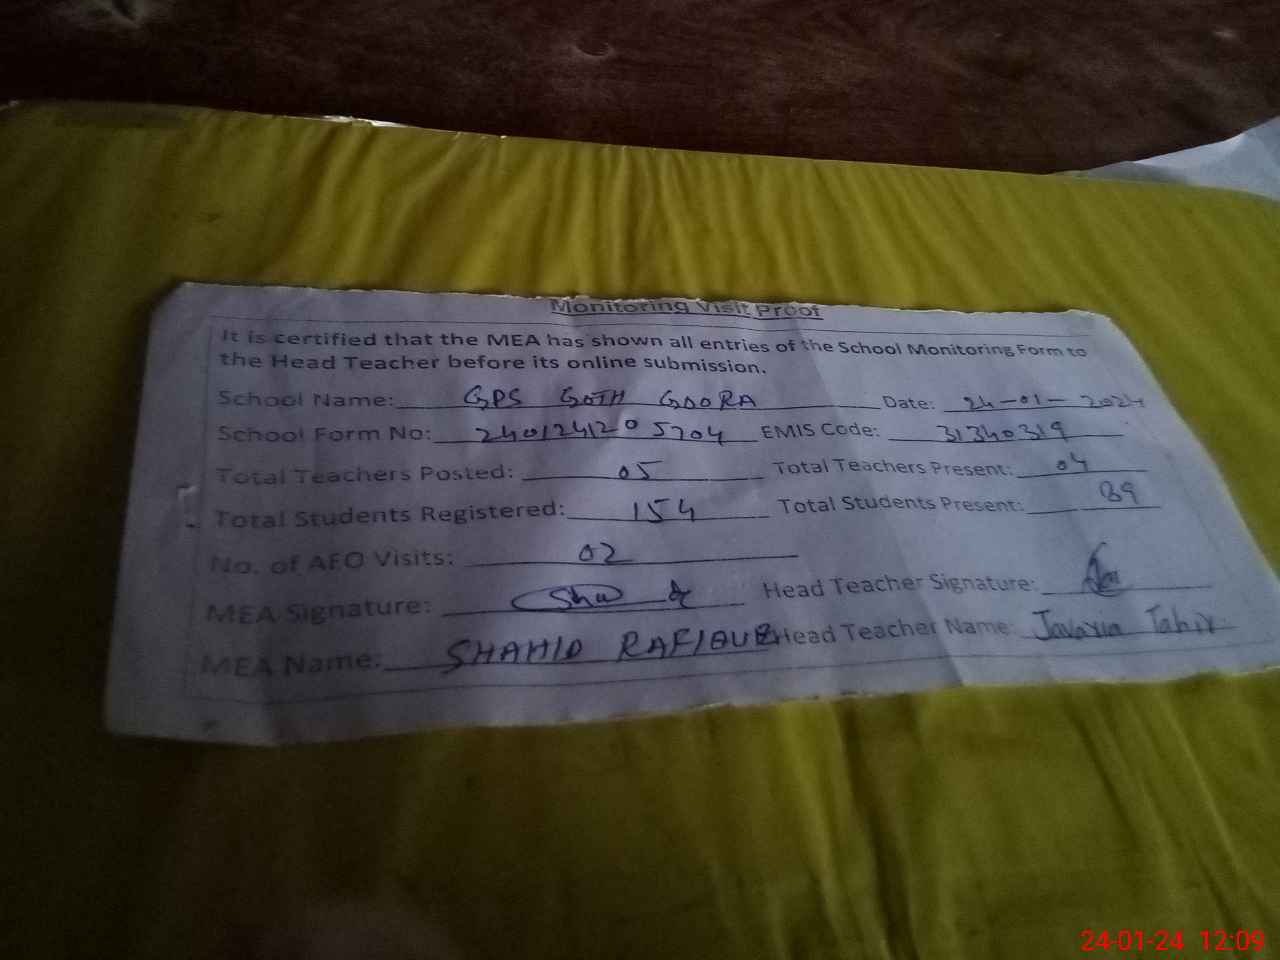 Monitoring Visit Proof
It is certified that the MEA has shown all entries of the School Monitoring Form to
the Head Teacher before its online submission.
School Name: GPS GOTH GOORA Date: 24-01-2024
School Form No: 2401241205704 EMIS Code: 31340319
Total Teachers Posted: 05 Total Teachers Present: 04
Total Students Registered: 154 Total Students Present: 89
No. of AEO Visits: 02
MEA Signature: Head Teacher Signature:
MEA Name: SHAHID RAFIQUE Head Teacher Name: Javaria Tahir
24-01-24 12:09